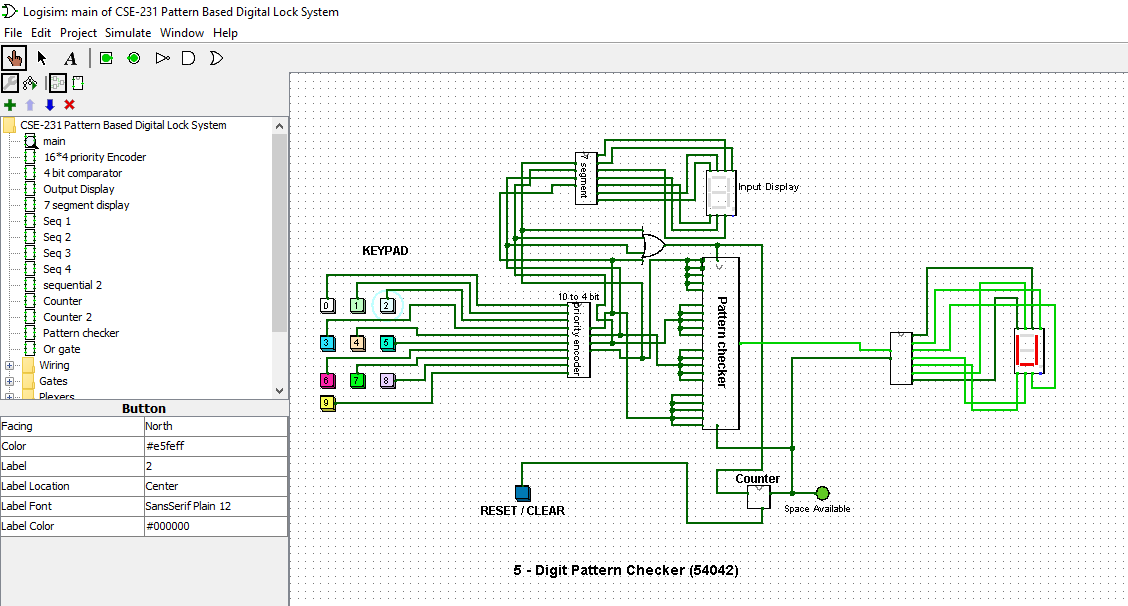 Logisim: main of CSE-231 Pattern Based Digital Lock System
File Edit Project Simulate Window Help
A
CSE-231 Pattern Based Digital Lock System
main
16*4 priority Encoder
4 bit comparator
Output Display
7 segment display
Seq 1
Seq 2
Seq 3
Seq 4
sequential 2
Counter
Counter 2
Pattern checker
Or gate
Wiring
Gates
Plexers
Button
Facing North
Color #e5feff
Label 2
Label Location Center
Label Font SansSerif Plain 12
Label Color #000000
7 segment
Input Display
KEYPAD
10 to 4 bit
priority encoder
0 1 2
3 4 5
6 7 8
9
Pattern checker
Counter
Space Available
RESET / CLEAR
5 - Digit Pattern Checker (54042)